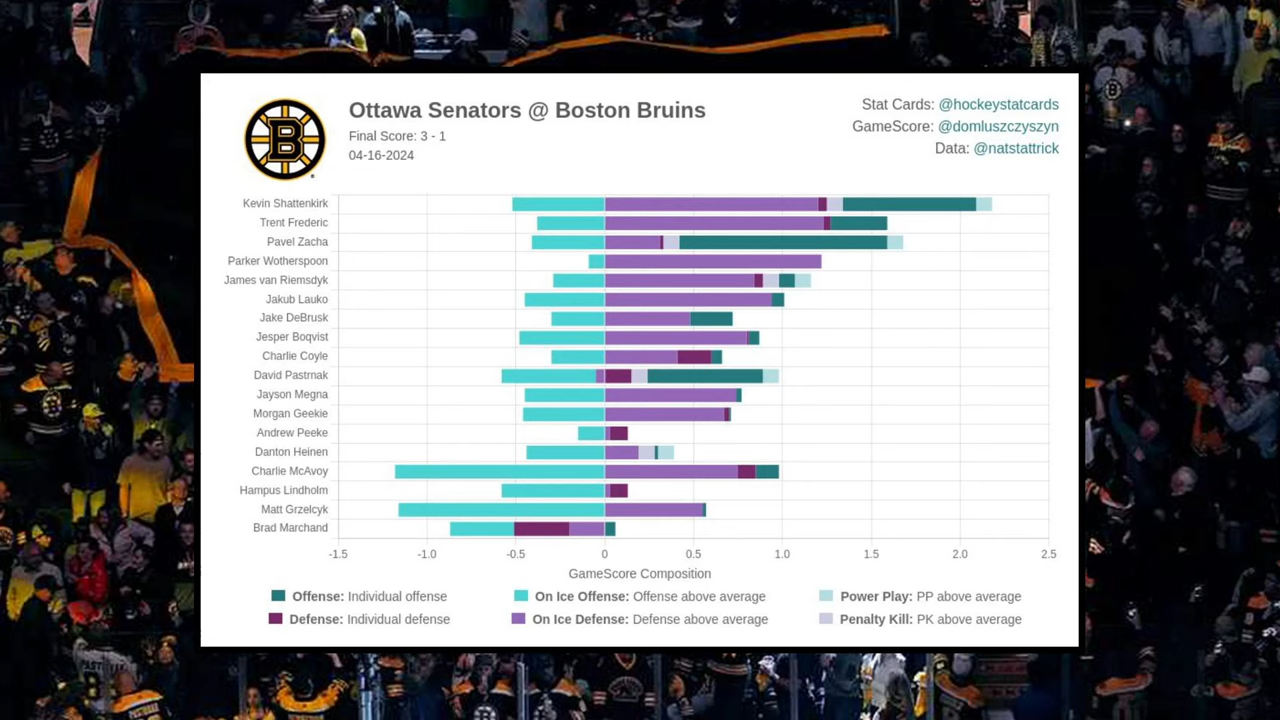 Ottawa Senators @ Boston Bruins
Final Score: 3 - 1
04-16-2024
Stat Cards: @hockeystatcards
GameScore: @domluszczyszyn
Data: @natstattrick
B
Kevin Shattenkirk
Trent Frederic
Pavel Zacha
Parker Wotherspoon
James van Riemsdyk
Jakub Lauko
Jake DeBrusk
Jesper Boqvist
Charlie Coyle
David Pastrnak
Jayson Megna
Morgan Geekie
Andrew Peeke
Danton Heinen
Charlie McAvoy
Hampus Lindholm
Matt Grzelcyk
Brad Marchand
-1.5 -1.0 -0.5 0 0.5 1.0 1.5 2.0 2.5
GameScore Composition
Offense: Individual offense On Ice Offense: Offense above average Power Play: PP above average
Defense: Individual defense On Ice Defense: Defense above average Penalty Kill: PK above average